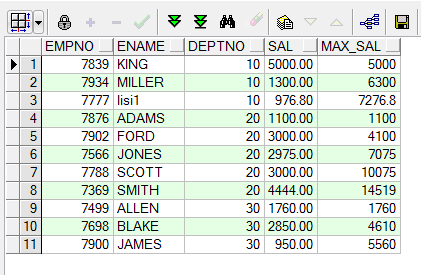 EMPNO ENAME DEPTNO SAL MAX_SAL
1 7839 KING 10 5000.00 5000
2 7934 MILLER 10 1300.00 6300
3 7777 lisi1 10 976.80 7276.8
4 7876 ADAMS 20 1100.00 1100
5 7902 FORD 20 3000.00 4100
6 7566 JONES 20 2975.00 7075
7 7788 SCOTT 20 3000.00 10075
8 7369 SMITH 20 4444.00 14519
9 7499 ALLEN 30 1760.00 1760
10 7698 BLAKE 30 2850.00 4610
11 7900 JAMES 30 950.00 5560